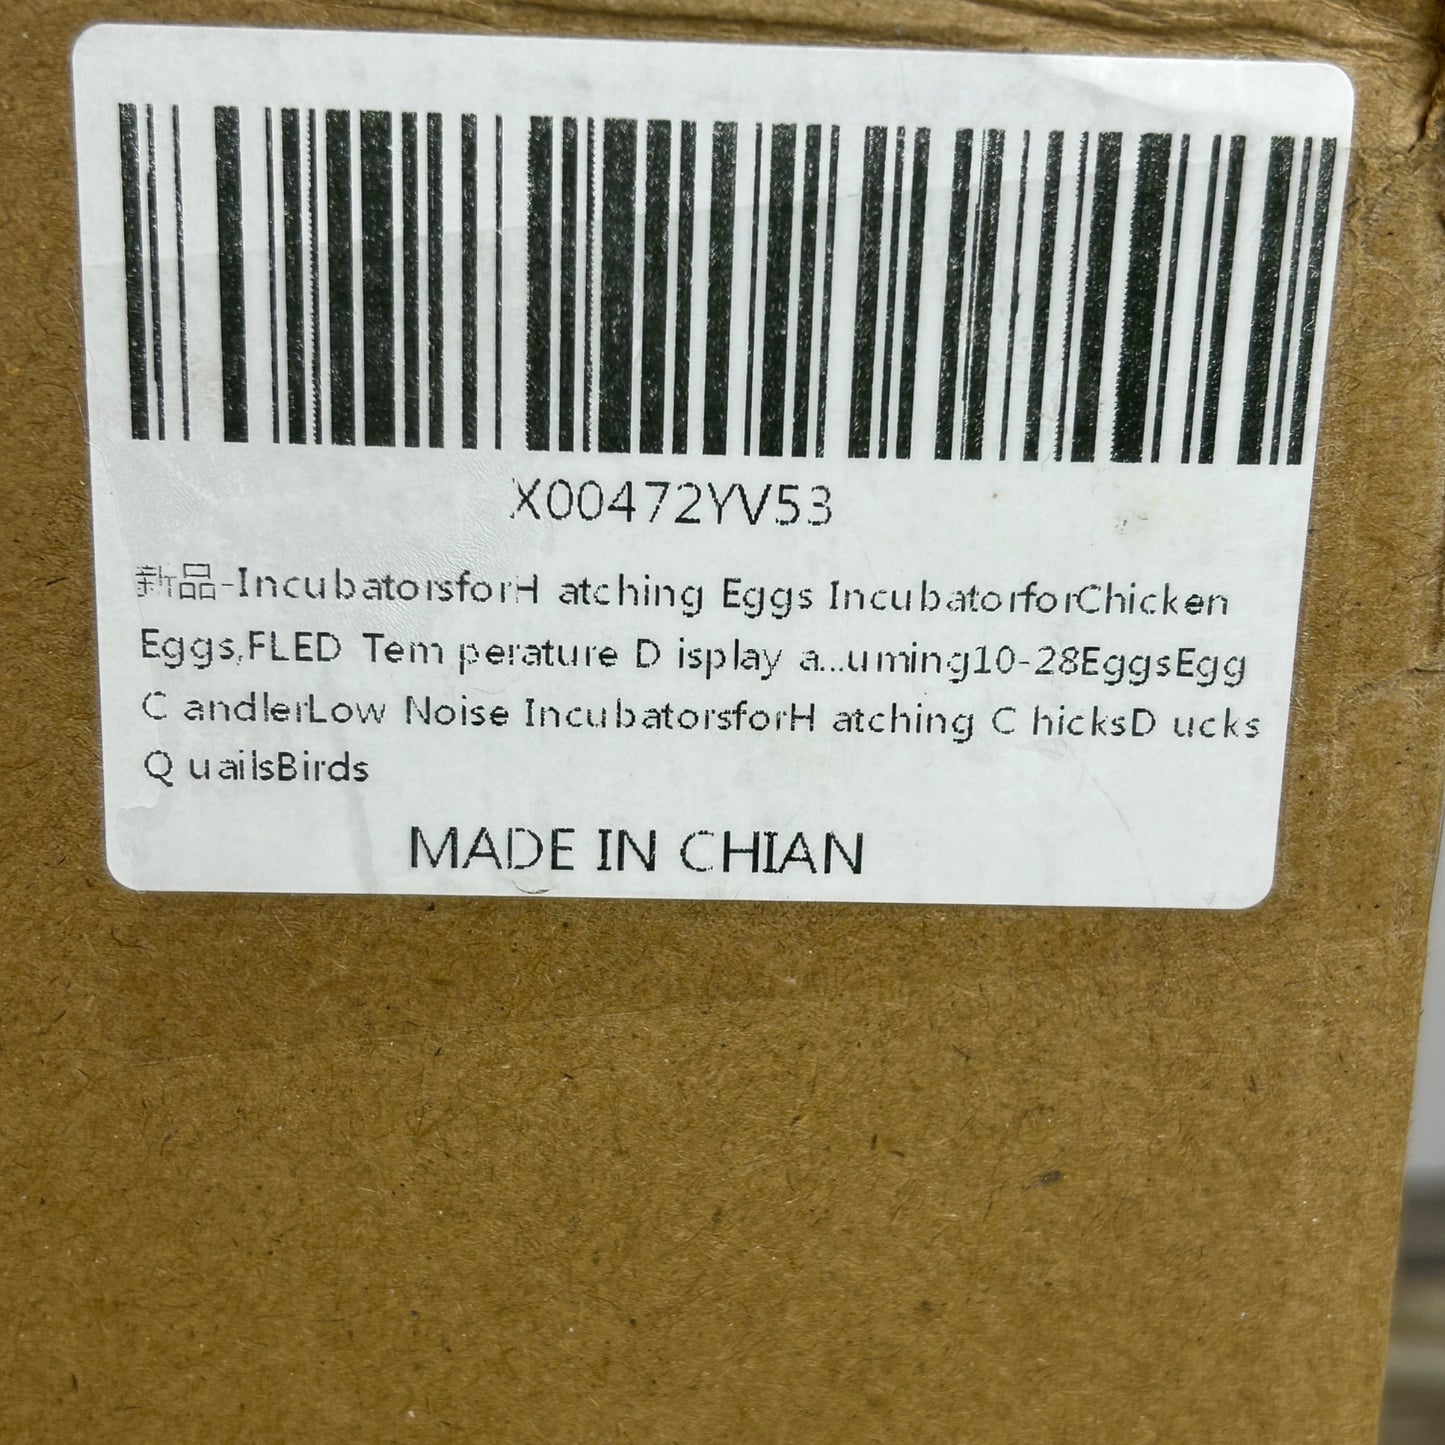 X00472YV53
新品-IncubatorsforH atching Eggs IncubatorforChicken
Eggs,FLED Tem perature D isplay a...uming10-28EggsEgg
C andlerLow Noise IncubatorsforH atching C hicksD ucks
Q uailsBirds
MADE IN CHIAN